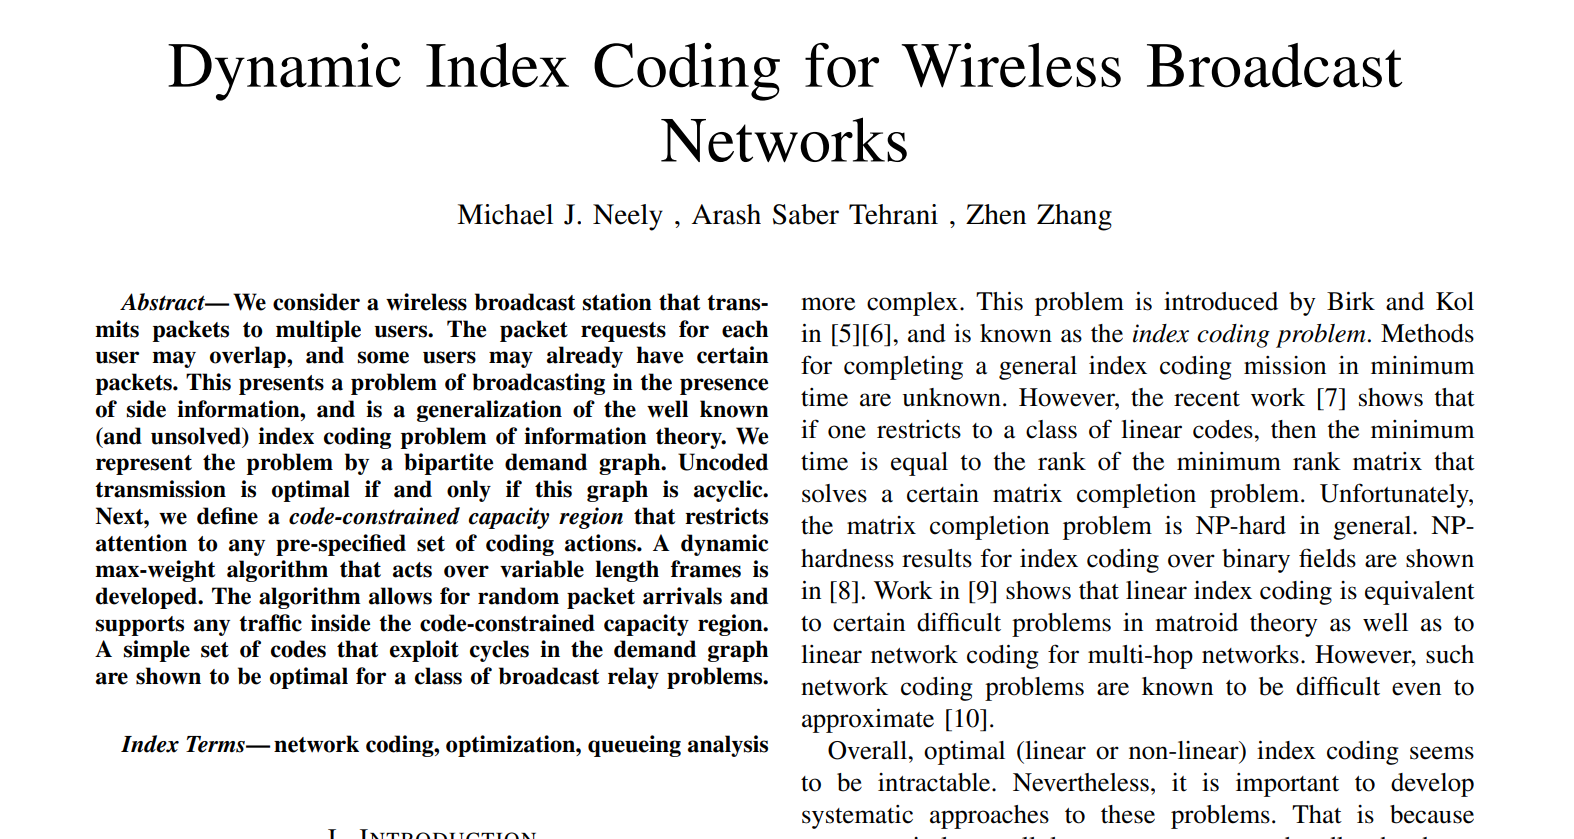 Dynamic Index Coding for Wireless Broadcast
Networks
Michael J. Neely , Arash Saber Tehrani , Zhen Zhang
Abstract—We consider a wireless broadcast station that trans-
mits packets to multiple users. The packet requests for each
user may overlap, and some users may already have certain
packets. This presents a problem of broadcasting in the presence
of side information, and is a generalization of the well known
(and unsolved) index coding problem of information theory. We
represent the problem by a bipartite demand graph. Uncoded
transmission is optimal if and only if this graph is acyclic.
Next, we define a code-constrained capacity region that restricts
attention to any pre-specified set of coding actions. A dynamic
max-weight algorithm that acts over variable length frames is
developed. The algorithm allows for random packet arrivals and
supports any traffic inside the code-constrained capacity region.
A simple set of codes that exploit cycles in the demand graph
are shown to be optimal for a class of broadcast relay problems.
Index Terms—network coding, optimization, queueing analysis
I. INTRODUCTION
more complex. This problem is introduced by Birk and Kol
in [5][6], and is known as the index coding problem. Methods
for completing a general index coding mission in minimum
time are unknown. However, the recent work [7] shows that
if one restricts to a class of linear codes, then the minimum
time is equal to the rank of the minimum rank matrix that
solves a certain matrix completion problem. Unfortunately,
the matrix completion problem is NP-hard in general. NP-
hardness results for index coding over binary fields are shown
in [8]. Work in [9] shows that linear index coding is equivalent
to certain difficult problems in matroid theory as well as to
linear network coding for multi-hop networks. However, such
network coding problems are known to be difficult even to
approximate [10].
Overall, optimal (linear or non-linear) index coding seems
to be intractable. Nevertheless, it is important to develop
systematic approaches to these problems. That is because